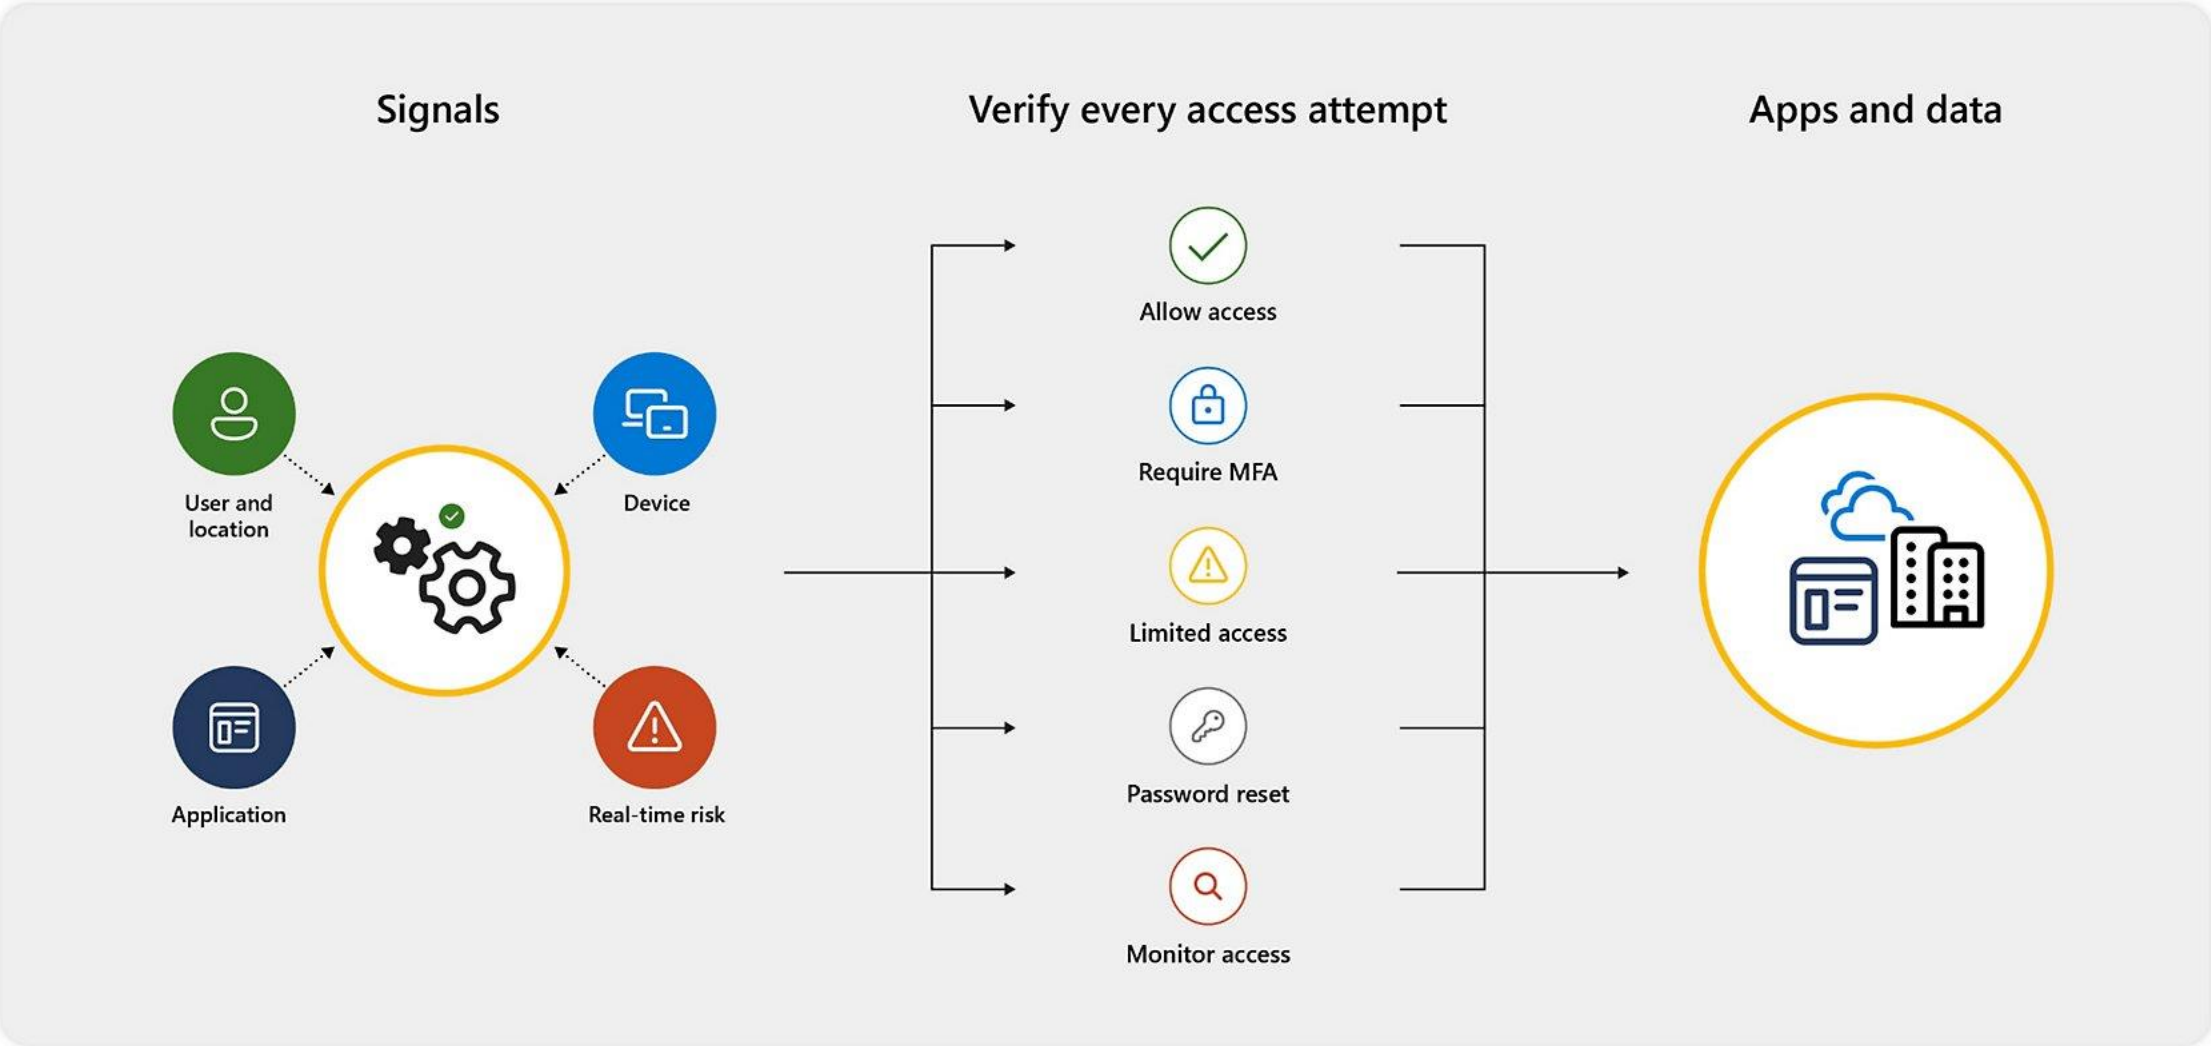 Signals
Verify every access attempt
Apps and data
User and
location
Device
Application
Real-time risk
Allow access
Require MFA
Limited access
Password reset
Monitor access